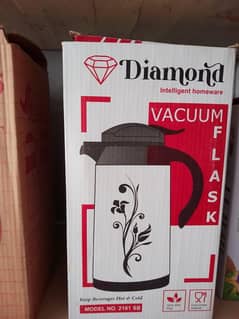 Diamond
Intelligent homeware
VACUUM
FLASK
Keep Beverages Hot & Cold
MODEL NO. 2161 SB